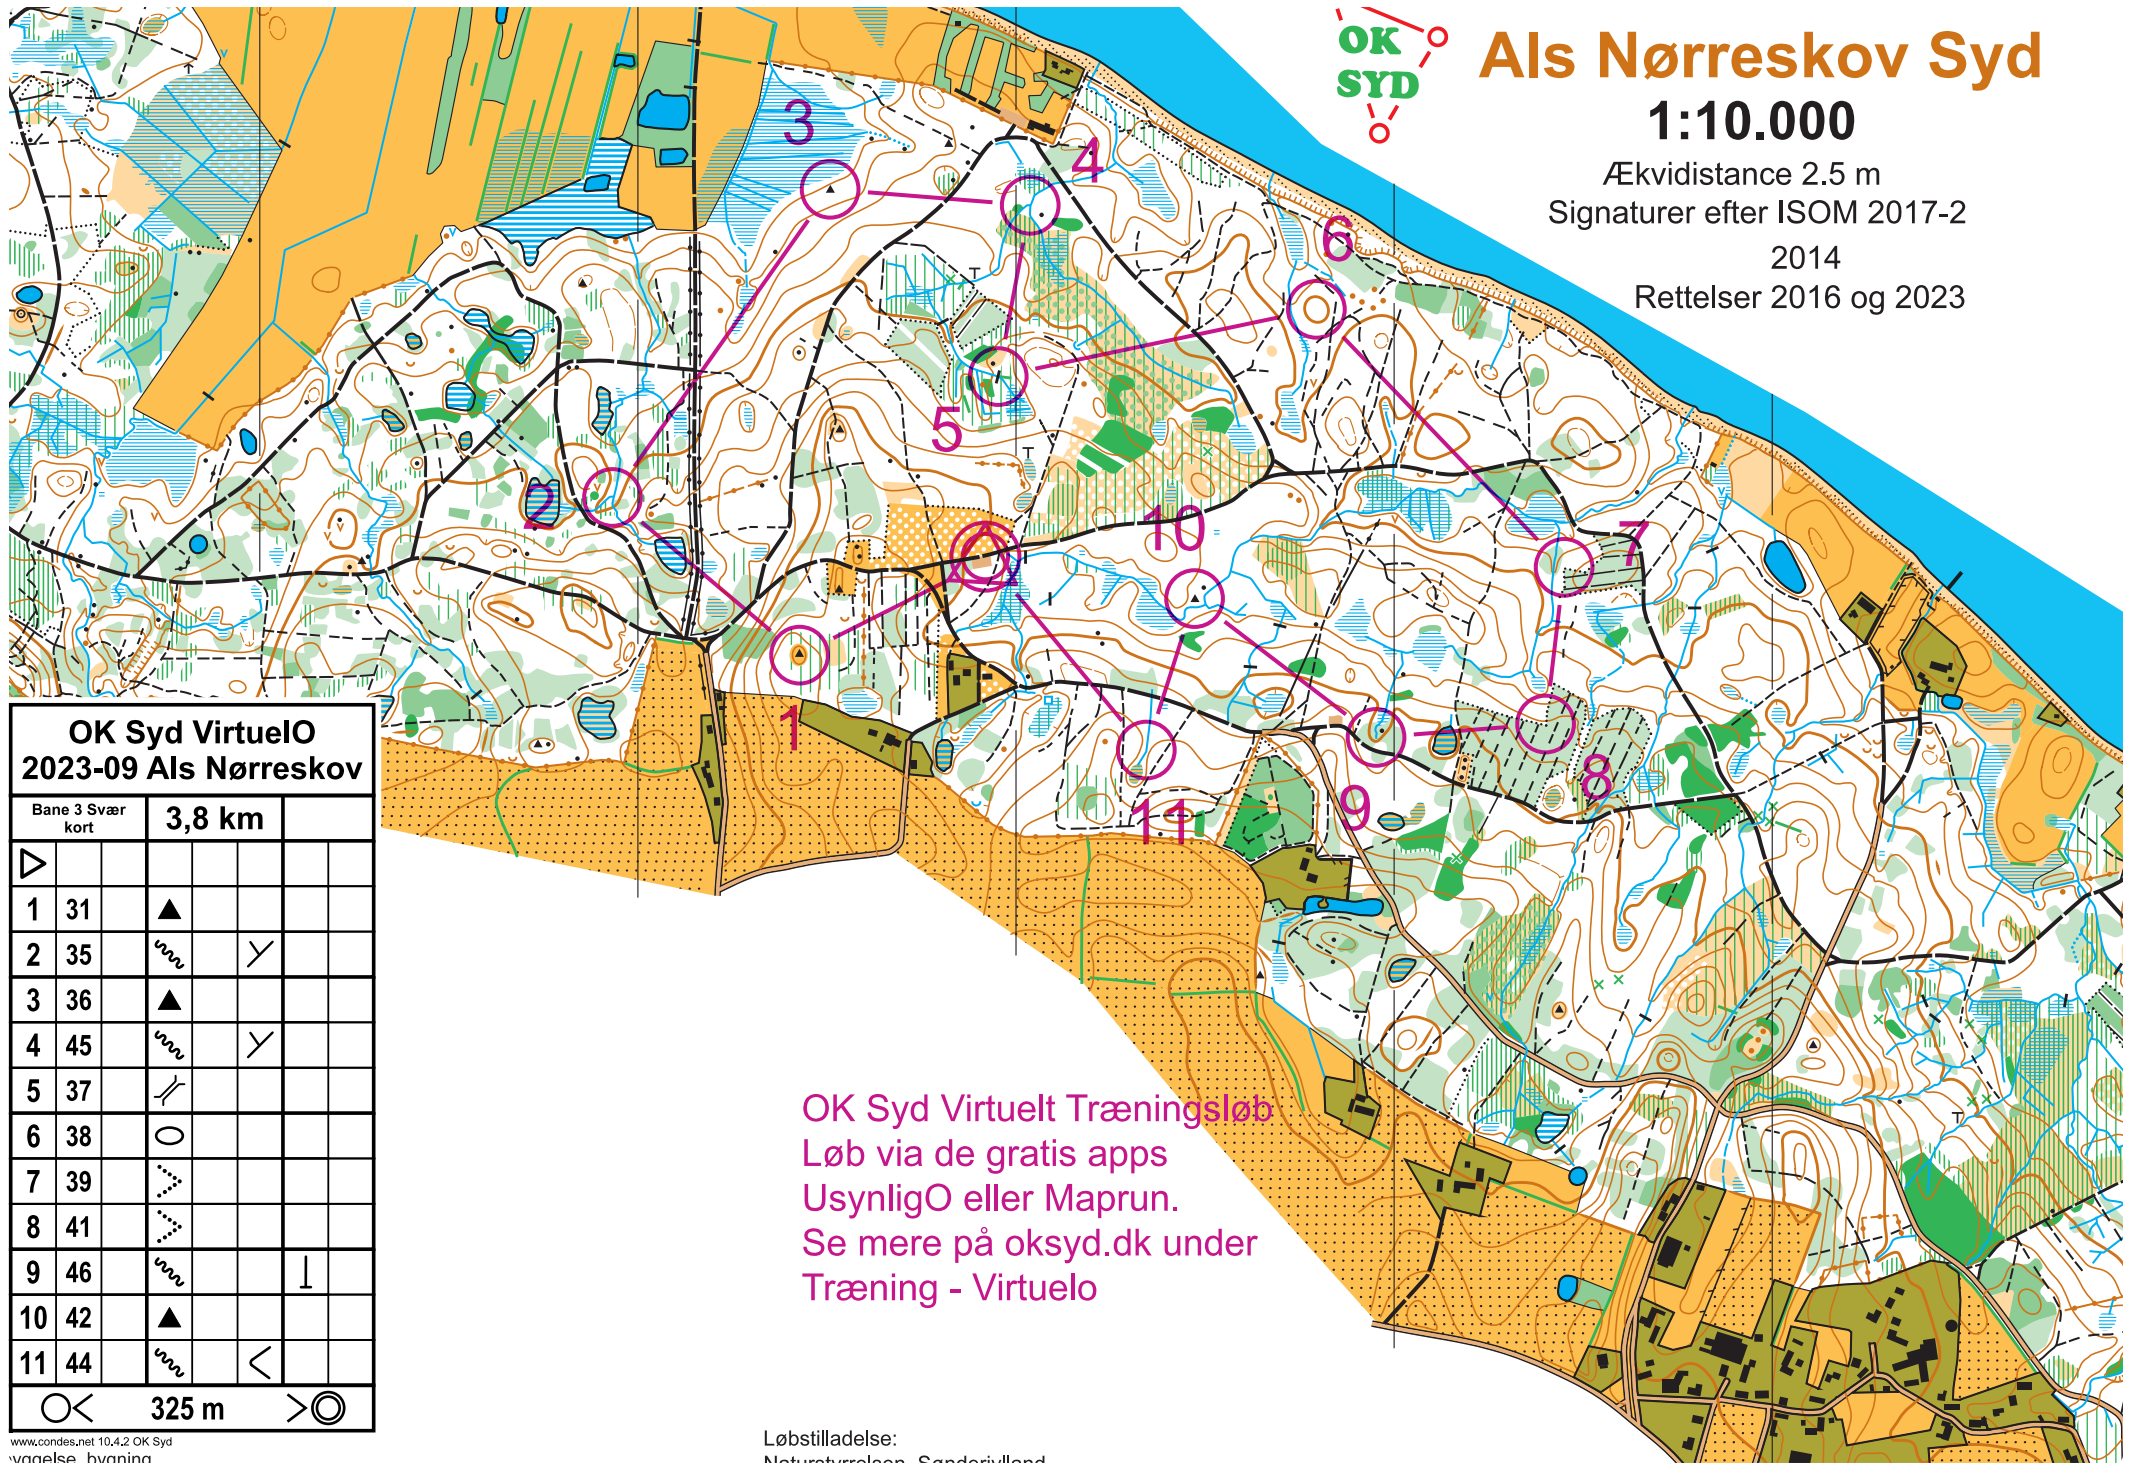 OK
SYD
Als Nørreskov Syd
1:10.000
Ækvidistance 2.5 m
Signaturer efter ISOM 2017-2
2014
Rettelser 2016 og 2023
3
4
6
5
2
10
7
1
8
9
11
OK Syd VirtuelO
2023-09 Als Nørreskov
Bane 3 Svær
kort
3,8 km
1 31
2 35
3 36
4 45
5 37
6 38
7 39
8 41
9 46
10 42
11 44
325 m
www.condes.net 10.4.2 OK Syd
bygning
OK Syd Virtuelt Træningsløb
Løb via de gratis apps
UsynligO eller Maprun.
Se mere på oksyd.dk under
Træning - Virtuelo
Løbstilladelse:
Naturstyrrelsen, Sønderjylland